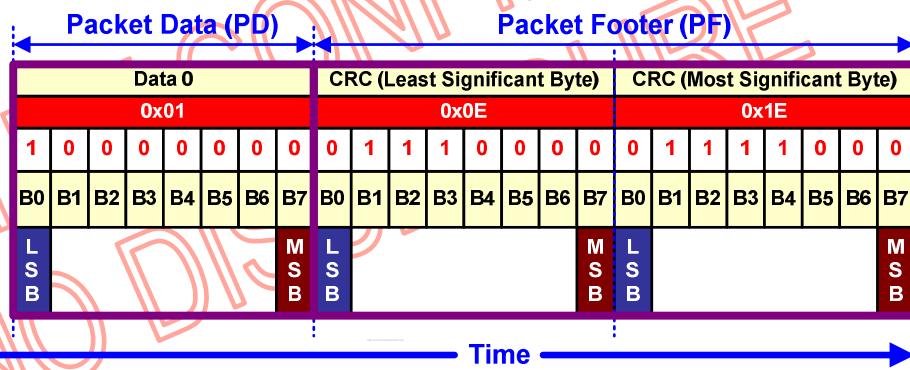 Packet Data (PD) Packet Footer (PF)
Data 0 CRC (Least Significant Byte) CRC (Most Significant Byte)
0x01 0x0E 0x1E
1 0 0 0 0 0 0 0 0 1 1 1 0 0 0 0 0 1 1 1 1 0 0 0
B0 B1 B2 B3 B4 B5 B6 B7 B0 B1 B2 B3 B4 B5 B6 B7 B0 B1 B2 B3 B4 B5 B6 B7
LSB MSB LSB MSB LSB MSB
Time